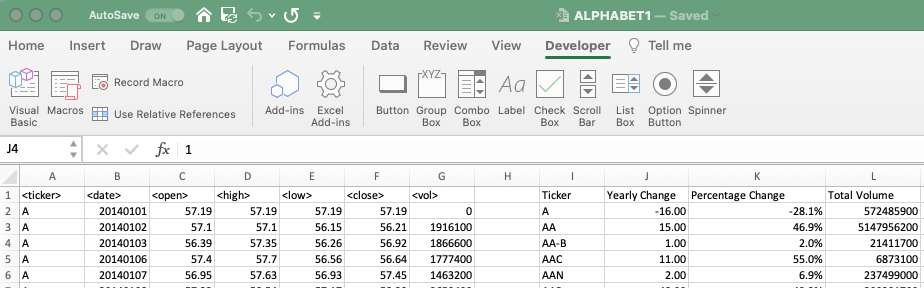 AutoSave ON ALPHABET1 — Saved
Home Insert Draw Page Layout Formulas Data Review View Developer Tell me
Visual Basic
Macros
Record Macro
Use Relative References
Add-ins
Excel Add-ins
Button
Group Box
Combo Box
Label
Check Box
Scroll Bar
List Box
Option Button
Spinner
XYZ
Aa
J4 fx 1
A B C D E F G H I J K L
1 <ticker> <date> <open> <high> <low> <close> <vol> Ticker Yearly Change Percentage Change Total Volume
2 A 20140101 57.19 57.19 57.19 57.19 0 A -16.00 -28.1% 572485900
3 A 20140102 57.1 57.1 56.15 56.21 1916100 AA 15.00 46.9% 5147956200
4 A 20140103 56.39 57.35 56.26 56.92 1866600 AA-B 1.00 2.0% 21411700
5 A 20140106 57.4 57.7 56.56 56.64 1777400 AAC 11.00 55.0% 6873100
6 A 20140107 56.95 57.63 56.93 57.45 1463200 AAN 2.00 6.9% 237499000